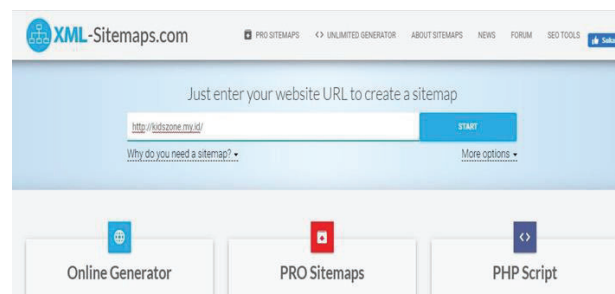 XML-Sitemaps.com
PRO SITEMAPS <> UNLIMITED GENERATOR ABOUT SITEMAPS NEWS FORUM SEO TOOLS
Just enter your website URL to create a sitemap
http://kidszone.my.id/ START
Why do you need a sitemap? More options
Online Generator PRO Sitemaps PHP Script